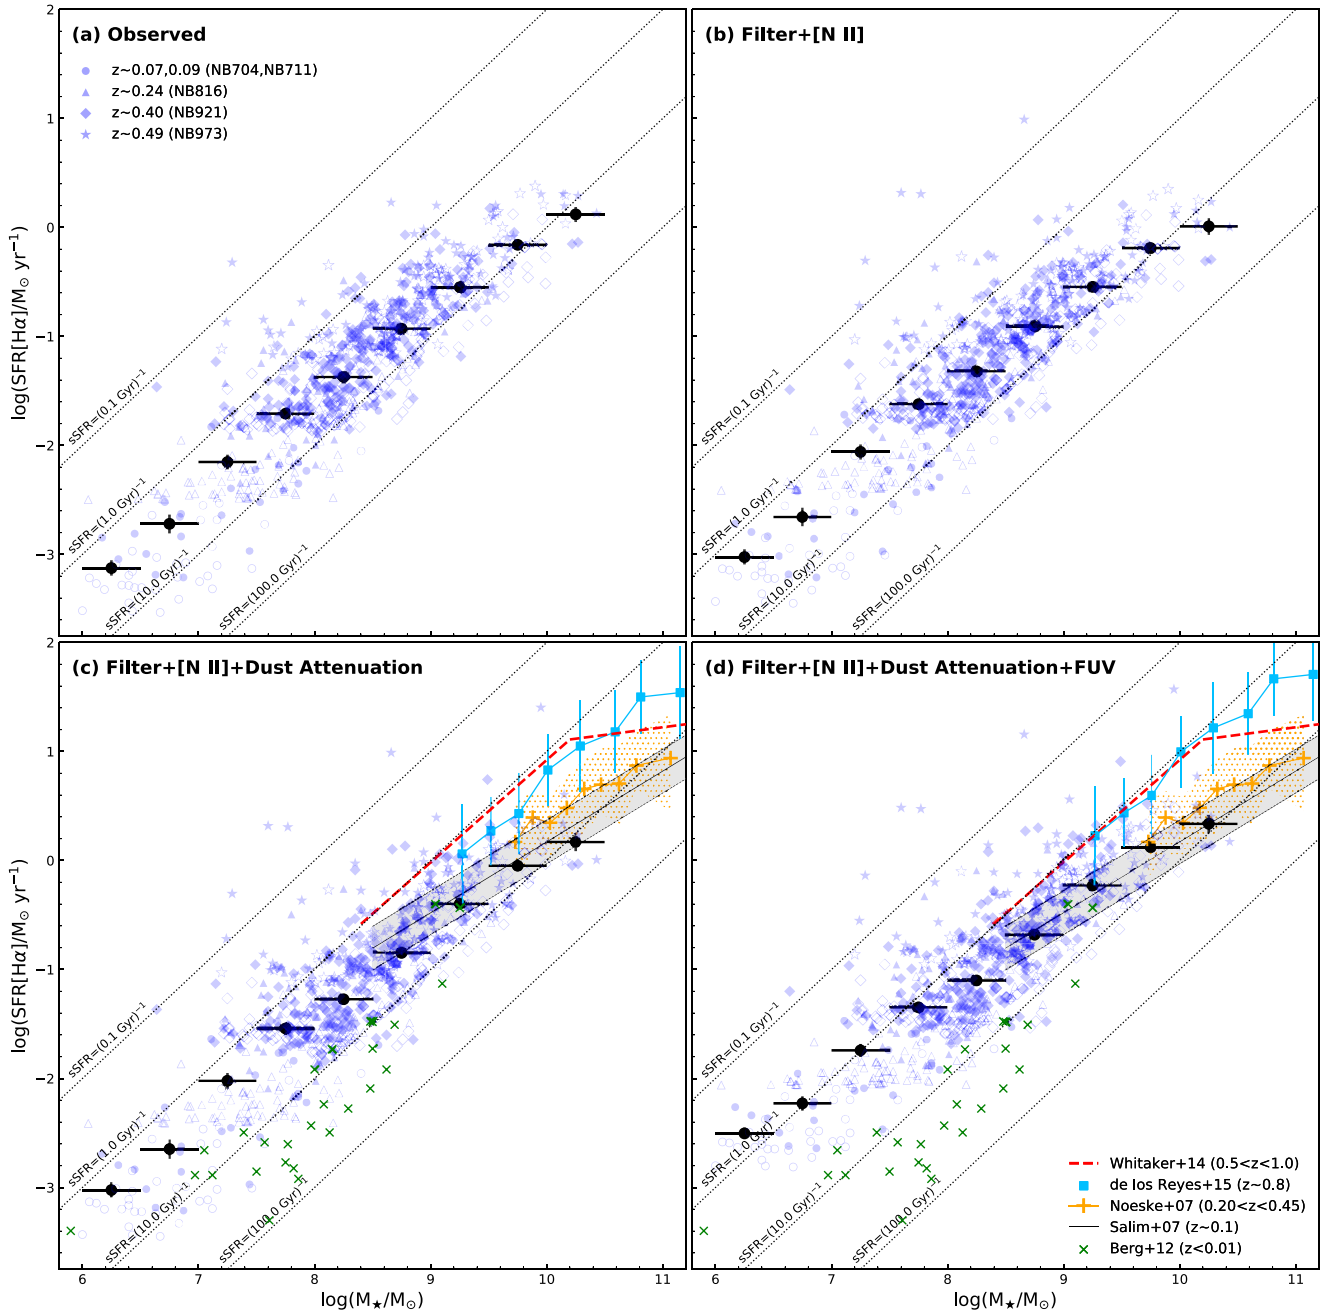 (a) Observed
z~0.07,0.09 (NB704,NB711)
z~0.24 (NB816)
z~0.40 (NB921)
z~0.49 (NB973)
sSFR=(0.1 Gyr)⁻¹
sSFR=(1.0 Gyr)⁻¹
sSFR=(10.0 Gyr)⁻¹
sSFR=(100.0 Gyr)⁻¹
log(SFR[Hα]/M⊙ yr⁻¹)
2
1
0
−1
−2
−3
(b) Filter+[N II]
sSFR=(0.1 Gyr)⁻¹
sSFR=(1.0 Gyr)⁻¹
sSFR=(10.0 Gyr)⁻¹
sSFR=(100.0 Gyr)⁻¹
(c) Filter+[N II]+Dust Attenuation
sSFR=(0.1 Gyr)⁻¹
sSFR=(1.0 Gyr)⁻¹
sSFR=(10.0 Gyr)⁻¹
sSFR=(100.0 Gyr)⁻¹
log(SFR[Hα]/M⊙ yr⁻¹)
2
1
0
−1
−2
−3
6 7 8 9 10 11
log(M★/M⊙)
(d) Filter+[N II]+Dust Attenuation+FUV
sSFR=(0.1 Gyr)⁻¹
sSFR=(1.0 Gyr)⁻¹
sSFR=(10.0 Gyr)⁻¹
sSFR=(100.0 Gyr)⁻¹
Whitaker+14 (0.5<z<1.0)
de los Reyes+15 (z~0.8)
Noeske+07 (0.20<z<0.45)
Salim+07 (z~0.1)
Berg+12 (z<0.01)
6 7 8 9 10 11
log(M★/M⊙)